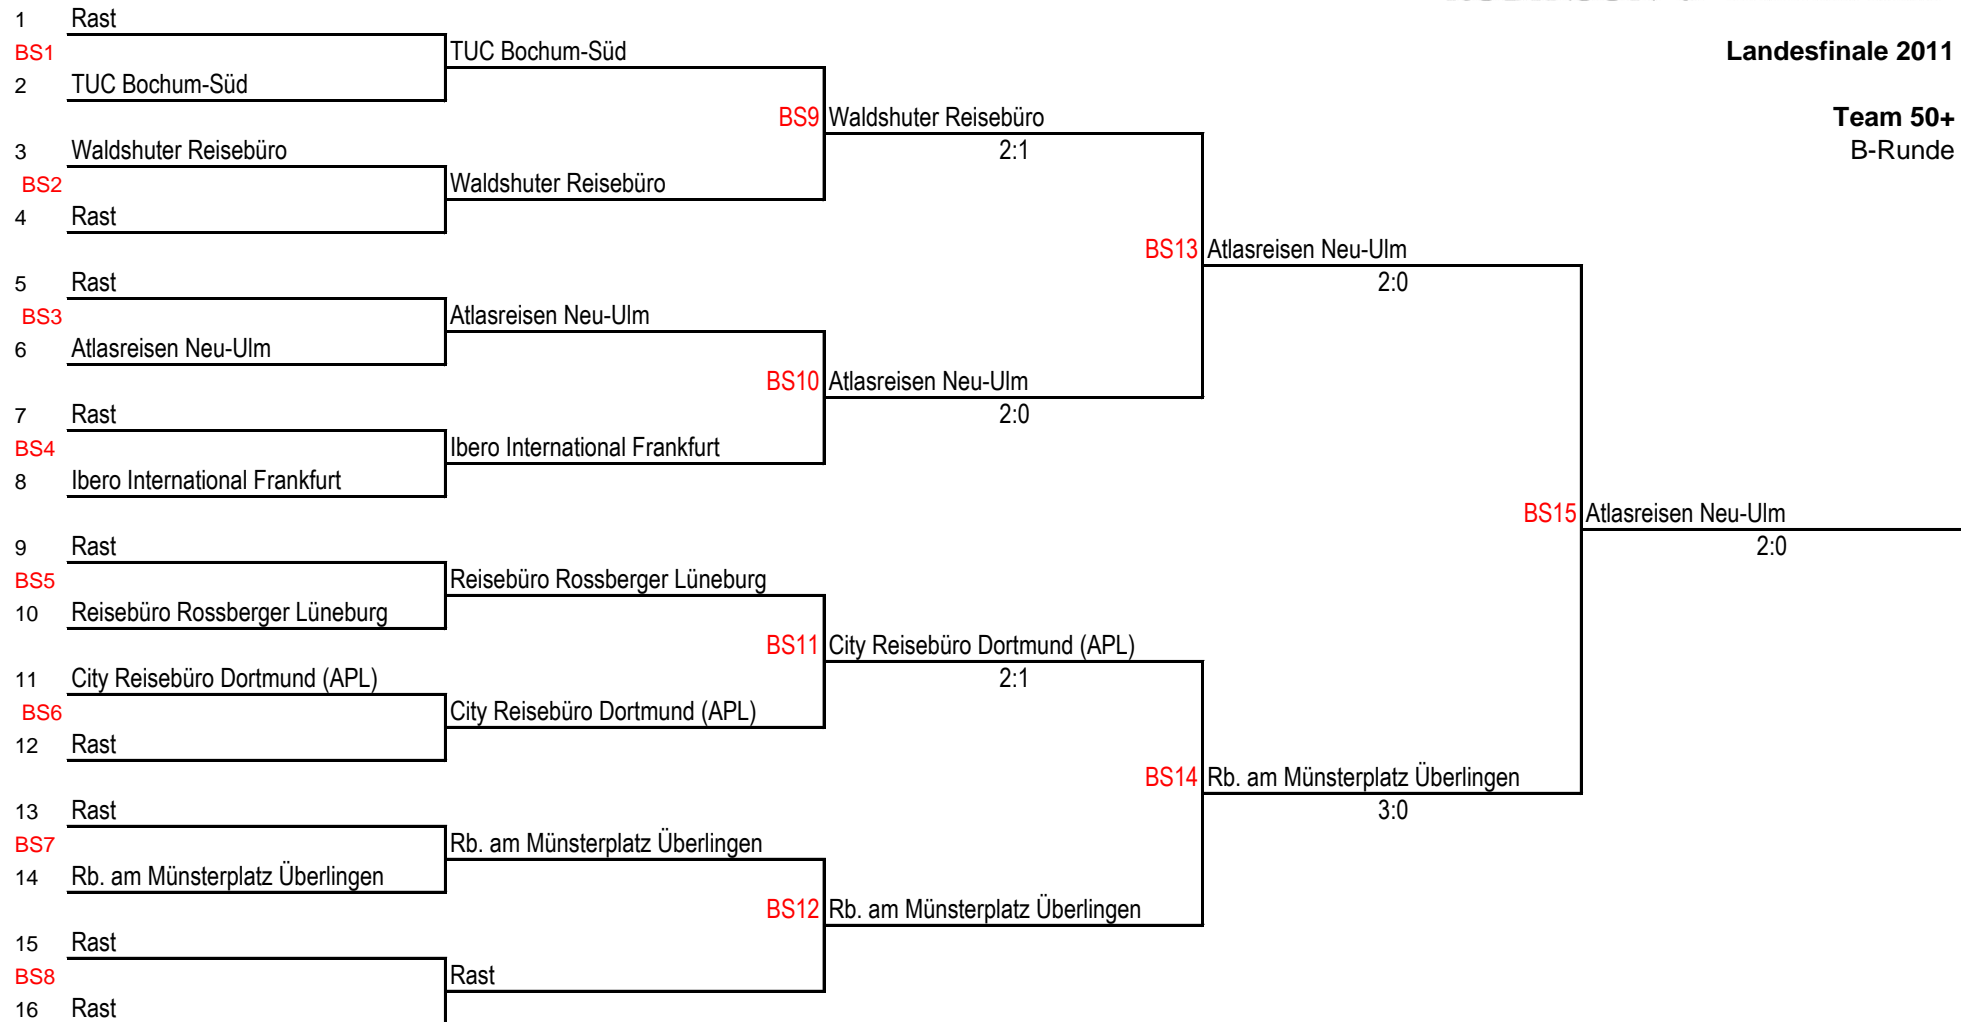 1 Rast
BS1 TUC Bochum-Süd
Landesfinale 2011
2 TUC Bochum-Süd
BS9 Waldshuter Reisebüro
Team 50+
3 Waldshuter Reisebüro
2:1
B-Runde
BS2 Waldshuter Reisebüro
4 Rast
BS13 Atlasreisen Neu-Ulm
5 Rast
2:0
BS3 Atlasreisen Neu-Ulm
6 Atlasreisen Neu-Ulm
BS10 Atlasreisen Neu-Ulm
7 Rast
2:0
BS4 Ibero International Frankfurt
8 Ibero International Frankfurt
BS15 Atlasreisen Neu-Ulm
9 Rast
2:0
BS5 Reisebüro Rossberger Lüneburg
10 Reisebüro Rossberger Lüneburg
BS11 City Reisebüro Dortmund (APL)
11 City Reisebüro Dortmund (APL)
2:1
BS6 City Reisebüro Dortmund (APL)
12 Rast
BS14 Rb. am Münsterplatz Überlingen
13 Rast
3:0
BS7 Rb. am Münsterplatz Überlingen
14 Rb. am Münsterplatz Überlingen
BS12 Rb. am Münsterplatz Überlingen
15 Rast
BS8 Rast
16 Rast